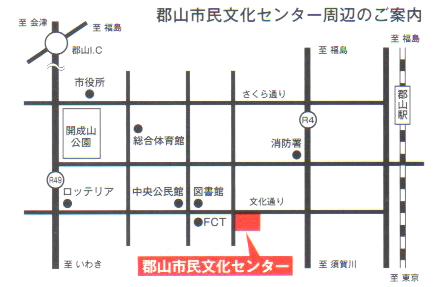 郡山市民文化センター周辺のご案内
至 会津
至 福島
郡山I.C
至 福島
至 福島
市役所
さくら通り
郡山駅
開成山
公園
総合体育館
R4
消防署
R49
ロッテリア
中央公民館
図書館
文化通り
FCT
郡山市民文化センター
至 いわき
至 須賀川
至 東京